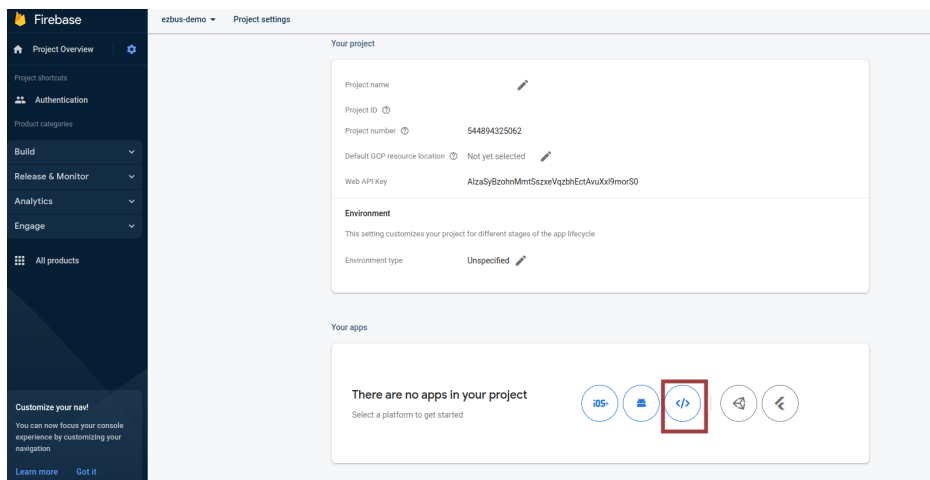 Firebase
ezbus-demo
Project settings
Project Overview
Project shortcuts
Authentication
Product categories
Build
Release & Monitor
Analytics
Engage
All products
Customize your nav!
You can now focus your console
experience by customizing your
navigation
Learn more Got it
Your project
Project name
Project ID
Project number 544894325062
Default GCP resource location Not yet selected
Web API Key AIzaSyBzohnMmtSszxeVqzbhEctAvuXxI9morS0
Environment
This setting customizes your project for different stages of the app lifecycle
Environment type Unspecified
Your apps
There are no apps in your project
Select a platform to get started
iOS+
</>